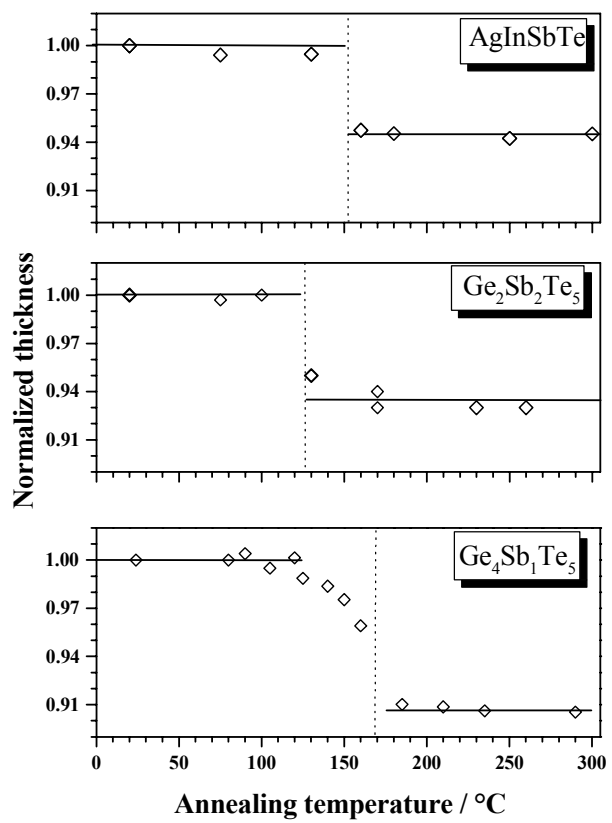 AgInSbTe
1.00
0.97
0.94
0.91
Ge₂Sb₂Te₅
1.00
0.97
0.94
0.91
Normalized thickness
Ge₄Sb₁Te₅
1.00
0.97
0.94
0.91
0 50 100 150 200 250 300
Annealing temperature / °C